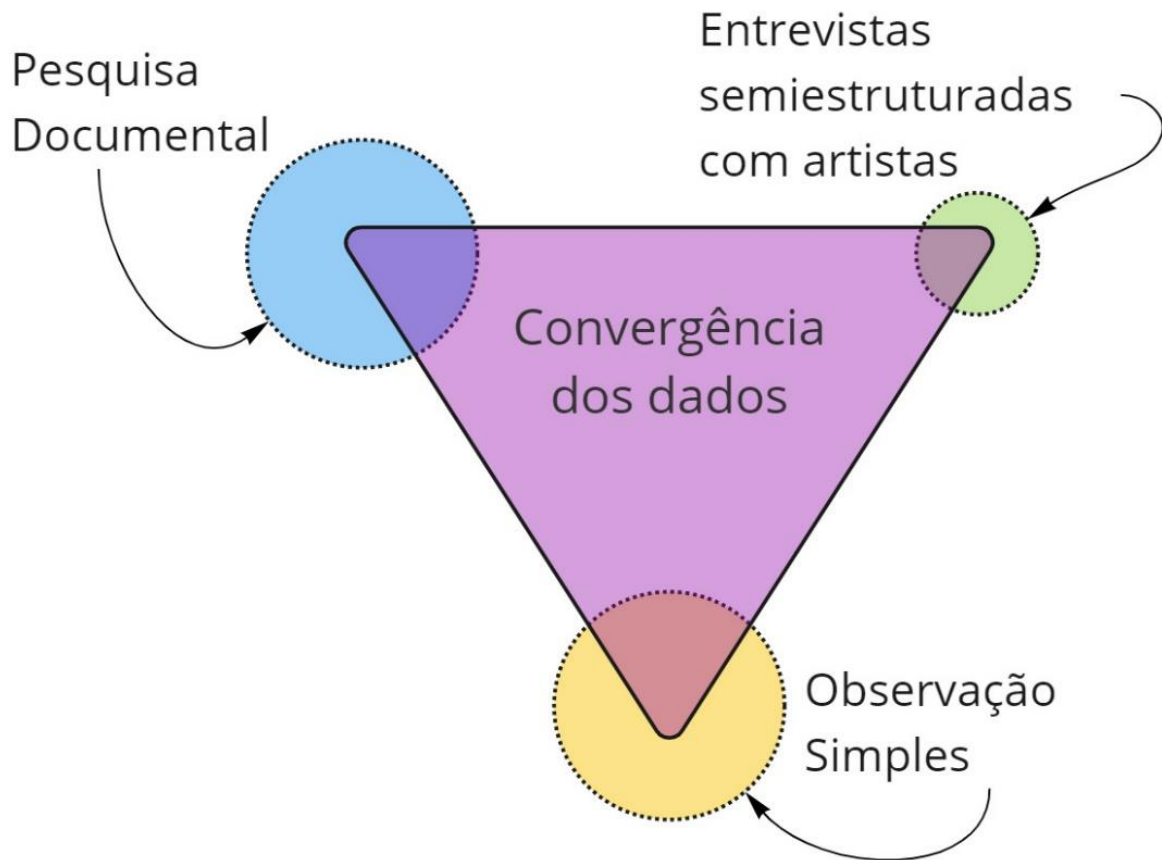 Pesquisa
Documental
Entrevistas
semiestruturadas
com artistas
Convergência
dos dados
Observação
Simples